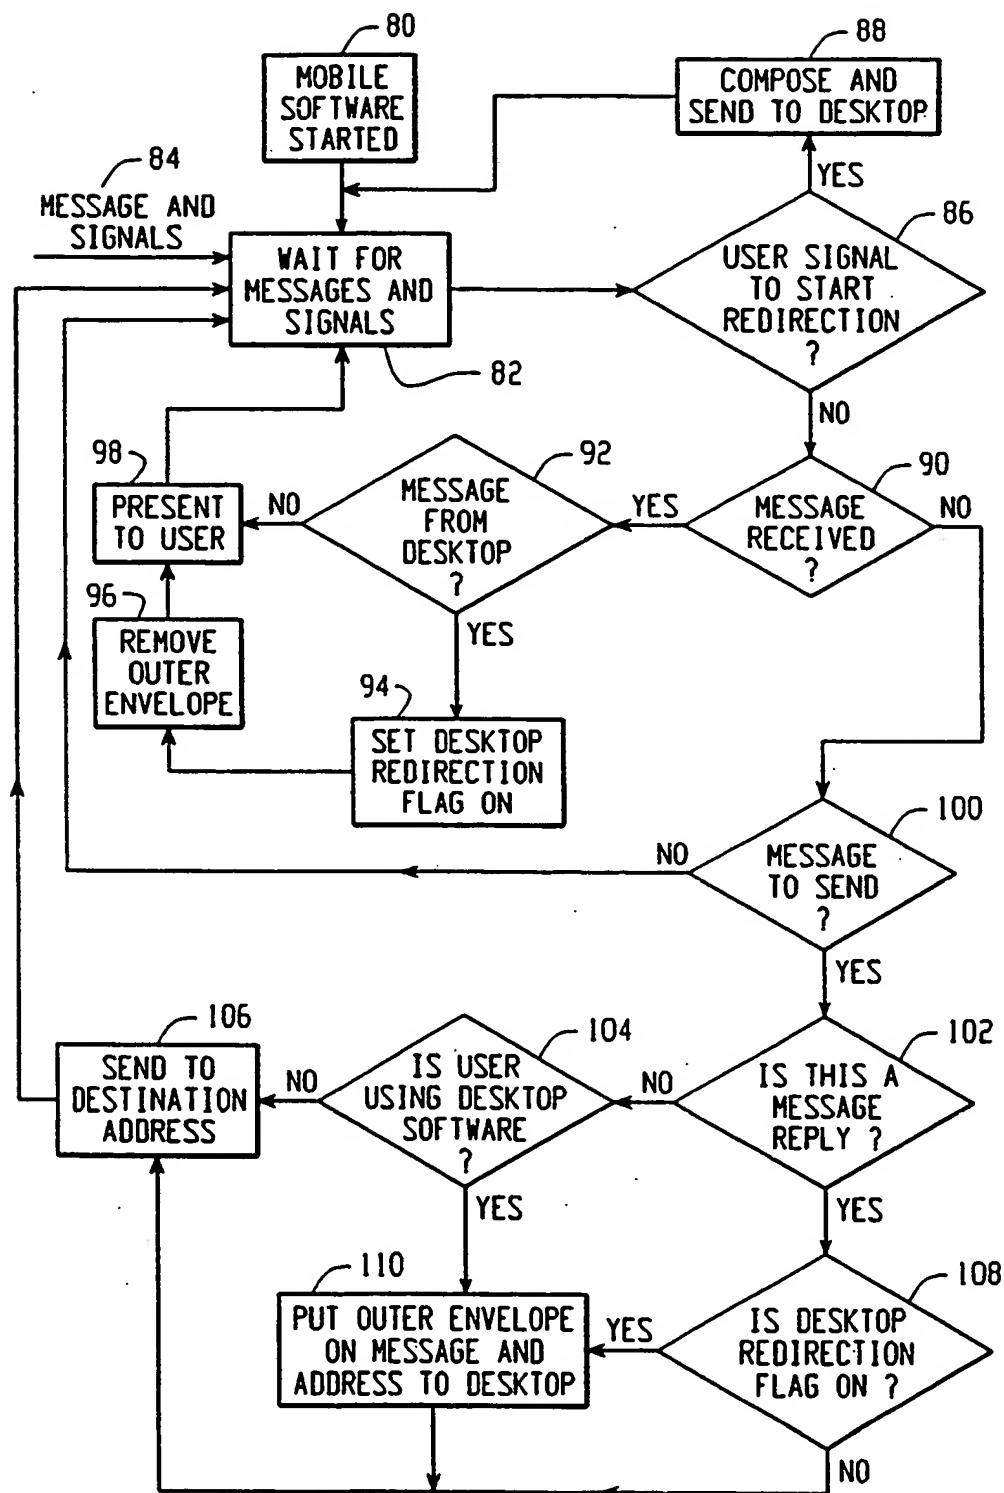 80
MOBILE
SOFTWARE
STARTED
88
COMPOSE AND
SEND TO DESKTOP
YES
84
MESSAGE AND
SIGNALS
WAIT FOR
MESSAGES AND
SIGNALS
82
86
USER SIGNAL
TO START
REDIRECTION
?
NO
98
PRESENT
TO USER
NO
92
MESSAGE
FROM
DESKTOP
?
YES
YES
90
MESSAGE
RECEIVED
?
NO
96
REMOVE
OUTER
ENVELOPE
94
SET DESKTOP
REDIRECTION
FLAG ON
NO
100
MESSAGE
TO SEND
?
YES
106
SEND TO
DESTINATION
ADDRESS
NO
104
IS USER
USING DESKTOP
SOFTWARE
?
YES
NO
102
IS THIS A
MESSAGE
REPLY ?
YES
110
PUT OUTER ENVELOPE
ON MESSAGE AND
ADDRESS TO DESKTOP
YES
108
IS DESKTOP
REDIRECTION
FLAG ON ?
NO